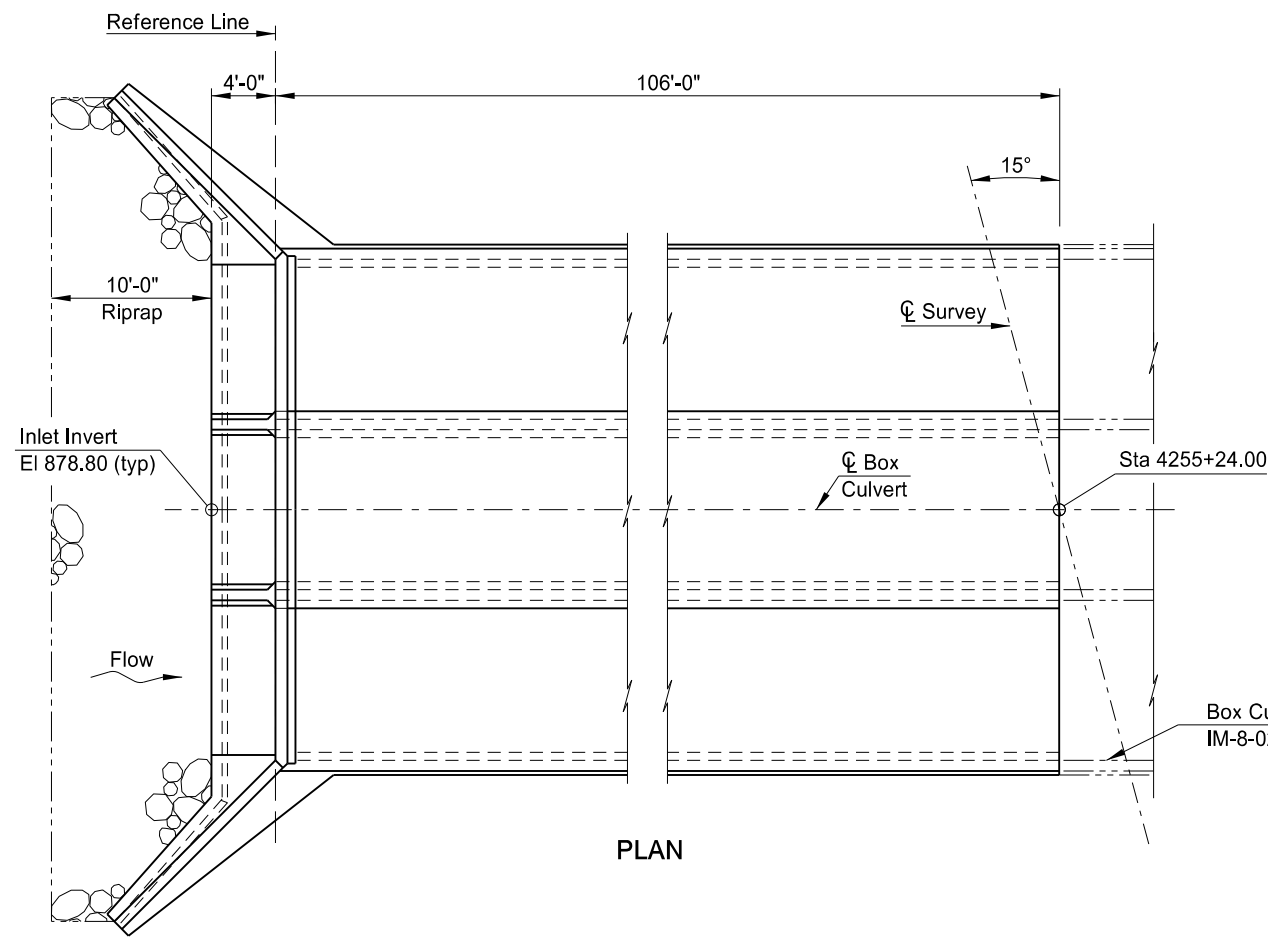 Reference Line
4'-0"
106'-0"
15°
10'-0"
Riprap
℄ Survey
Inlet Invert
El 878.80 (typ)
℄ Box
Culvert
Sta 4255+24.00
Flow
Box
PLAN